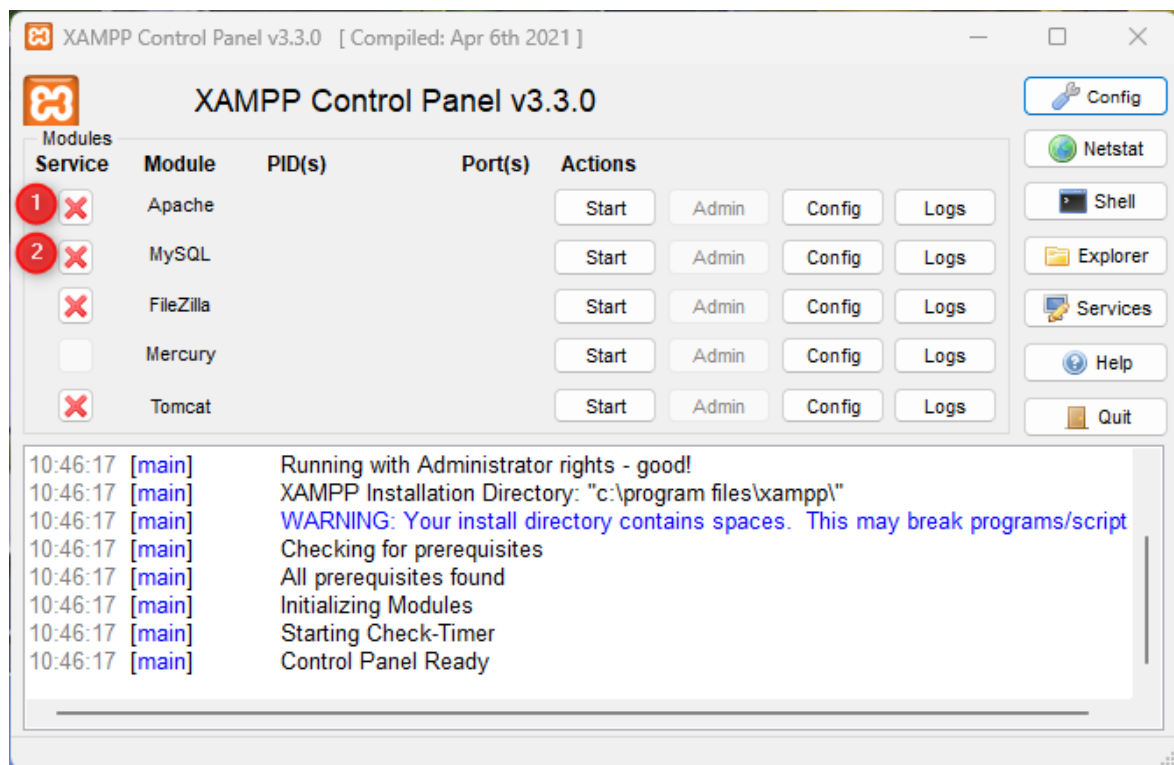 XAMPP Control Panel v3.3.0 [ Compiled: Apr 6th 2021 ]
XAMPP Control Panel v3.3.0
Config
Modules
Service Module PID(s) Port(s) Actions
Netstat
1 Apache Start Admin Config Logs
Shell
2 MySQL Start Admin Config Logs
Explorer
FileZilla Start Admin Config Logs
Services
Mercury Start Admin Config Logs
Help
Tomcat Start Admin Config Logs
Quit
10:46:17 [main] Running with Administrator rights - good!
10:46:17 [main] XAMPP Installation Directory: "c:\program files\xampp\"
10:46:17 [main] WARNING: Your install directory contains spaces. This may break programs/script
10:46:17 [main] Checking for prerequisites
10:46:17 [main] All prerequisites found
10:46:17 [main] Initializing Modules
10:46:17 [main] Starting Check-Timer
10:46:17 [main] Control Panel Ready